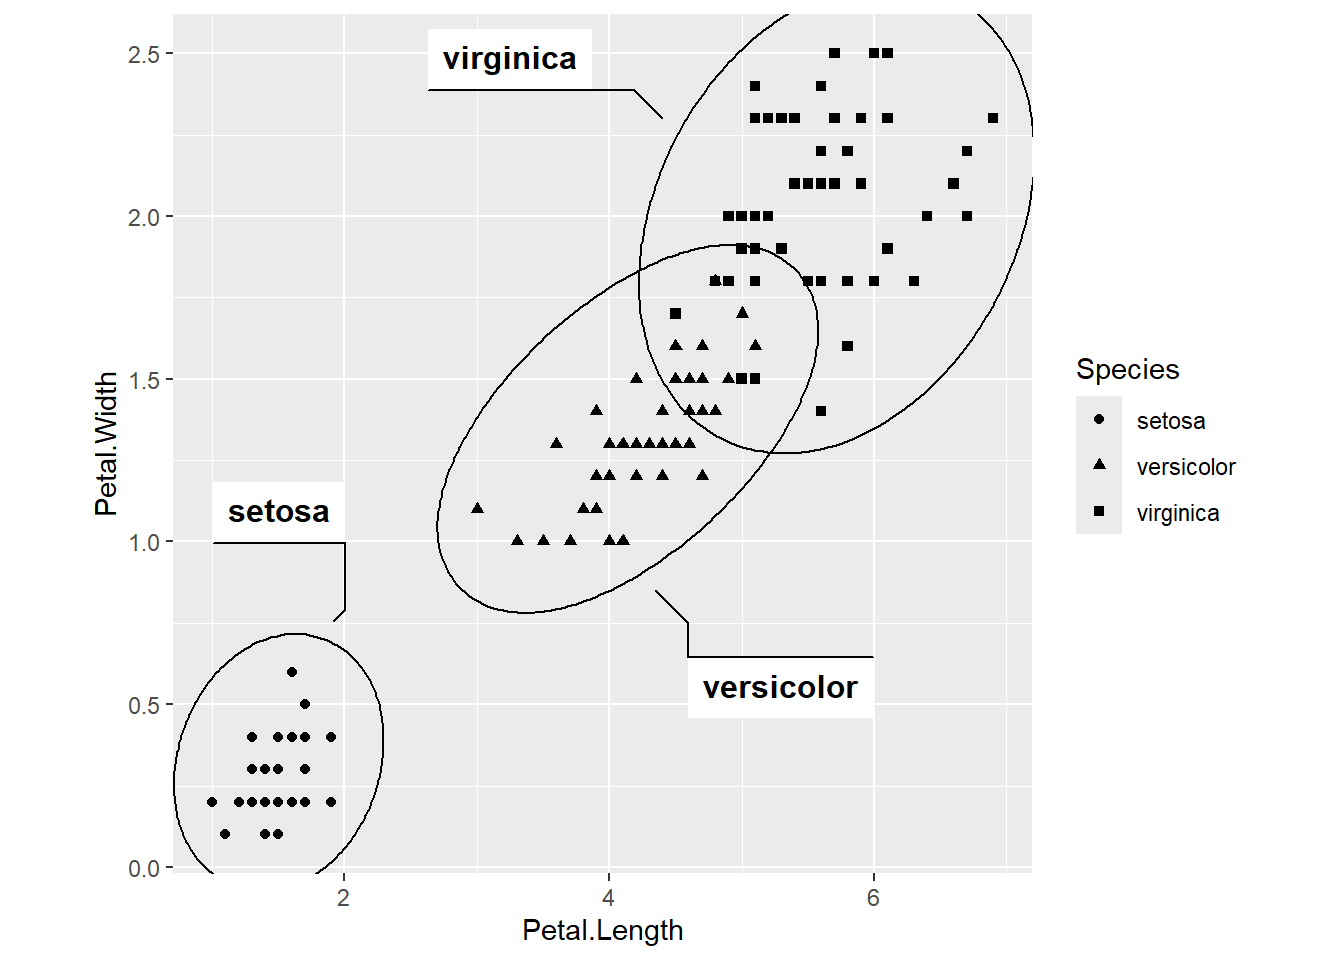 virginica
setosa
versicolor
2.5
2.0
1.5
1.0
0.5
0.0
Petal.Width
2
4
6
Petal.Length
Species
setosa
versicolor
virginica